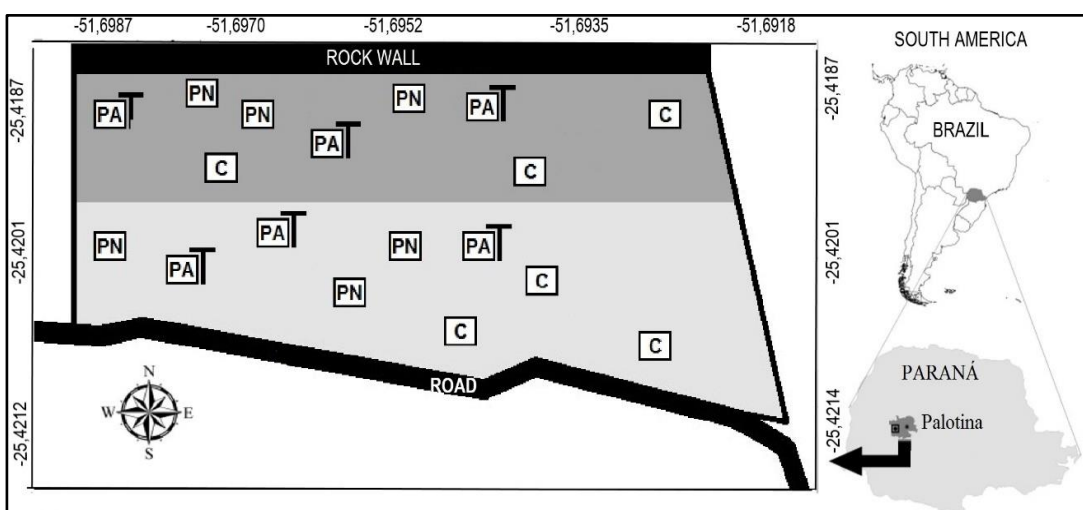 -51,6987 -51,6970 -51,6952 -51,6935 -51,6918
ROCK WALL
-25,4187
-25,4187
PN PN PN
PA PA C
PA
C C
-25,4201
-25,4201
PN PA PN PA
PA C
PN
C C
ROAD
-25,4212
-25,4214
N
W E
S
SOUTH AMERICA
BRAZIL
PARANÁ
Palotina